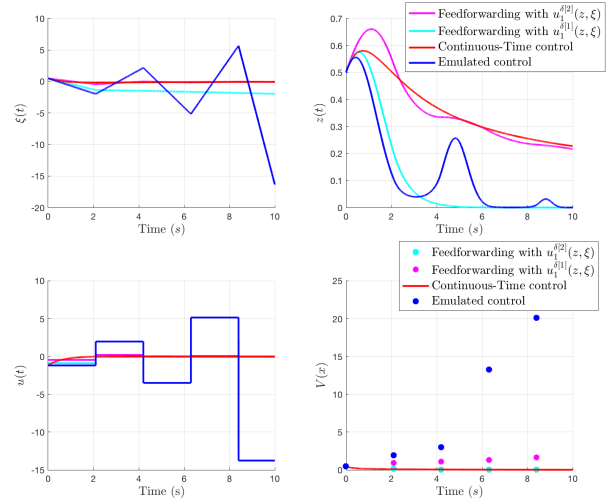 Feedforwarding with u₁^{δ[2]}(z, ξ)
Feedforwarding with u₁^{δ[1]}(z, ξ)
Continuous-Time control
Emulated control
10
5
0
-5
-10
-15
-20
ξ(t)
0 2 4 6 8 10
Time (s)
0.7
0.6
0.5
0.4
0.3
0.2
0.1
0
z(t)
0 2 4 6 8 10
Time (s)
10
5
0
-5
-10
-15
u(t)
0 2 4 6 8 10
Time (s)
Feedforwarding with u₁^{δ[2]}(z, ξ)
Feedforwarding with u₁^{δ[1]}(z, ξ)
Continuous-Time control
Emulated control
25
20
15
10
5
0
V(x)
0 2 4 6 8 10
Time (s)